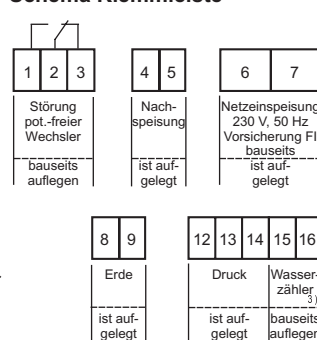 1 2 3 4 5 6 7
Störung
pot.-freier
Wechsler
bauseits
auflegen
Nach-
speisung
ist auf-
gelegt
Netzeinspeisung
230 V, 50 Hz
Vorsicherung FI
bauseits
ist auf-
gelegt
8 9 12 13 14 15 16
Erde
ist auf-
gelegt
Druck
ist auf-
gelegt
Wasser-
zähler
3)
bauseits
auflegen